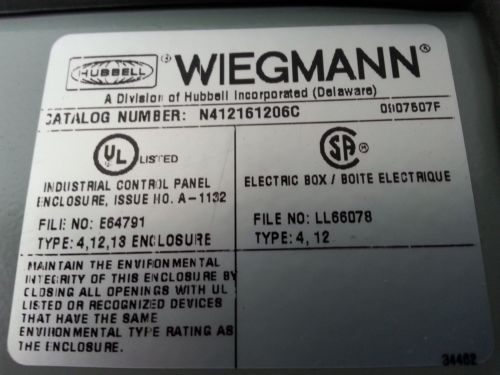 HUBBELL
® WIEGMANN®
A Division of Hubbell Incorporated (Delaware)
CATALOG NUMBER: N412161206C 0907507F
UL LISTED
INDUSTRIAL CONTROL PANEL
ENCLOSURE, ISSUE NO. A-1132
FILE NO: E64791
TYPE: 4,12,13 ENCLOSURE
SA ®
ELECTRIC BOX / BOITE ELECTRIQUE
FILE NO: LL66078
TYPE: 4, 12
MAINTAIN THE ENVIRONMENTAL
INTEGRITY OF THIS ENCLOSURE BY
CLOSING ALL OPENINGS WITH UL
LISTED OR RECOGNIZED DEVICES
THAT HAVE THE SAME
ENVIRONMENTAL TYPE RATING AS
THE ENCLOSURE.
34462